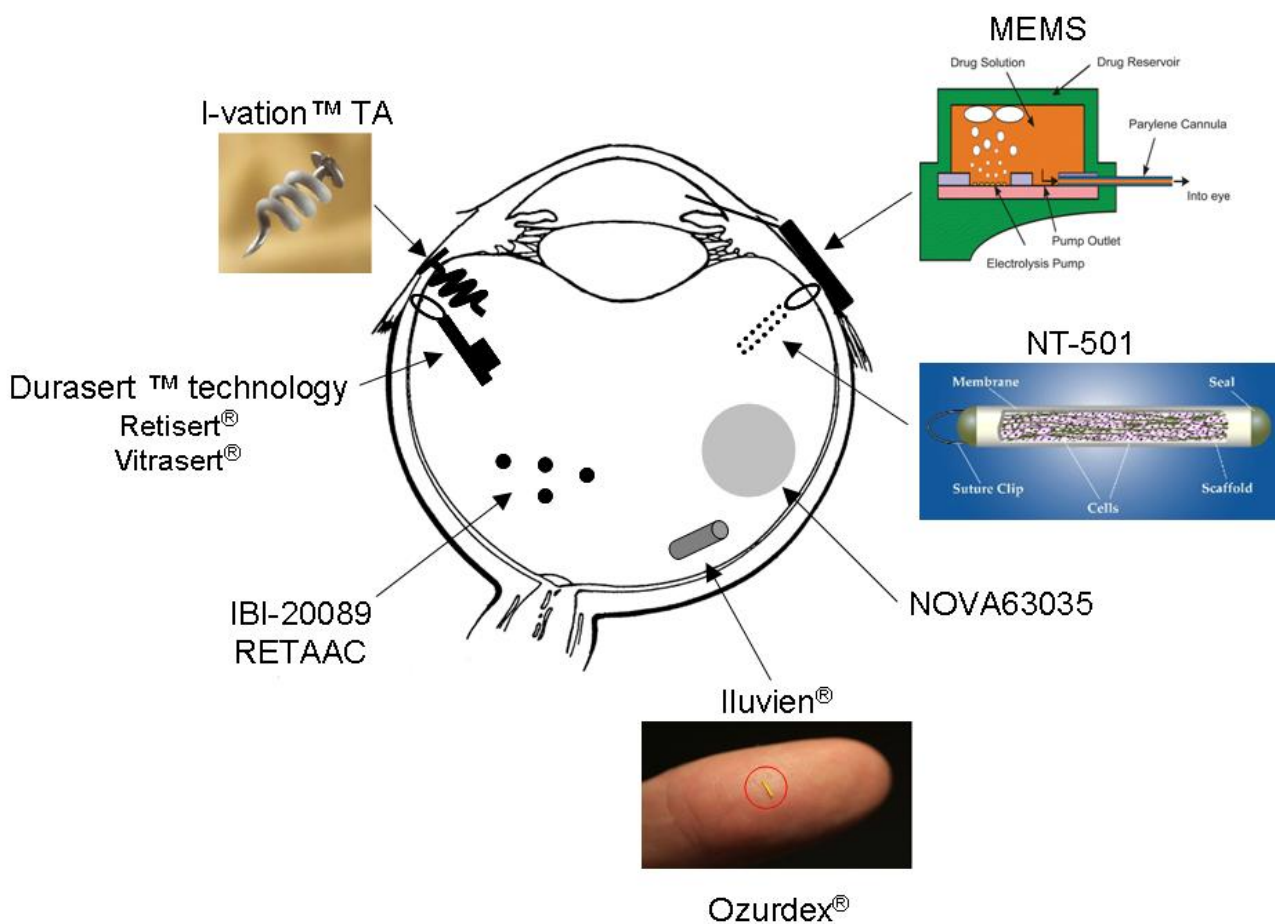 MEMS
Drug Solution
Drug Reservoir
Parylene Cannula
Into eye
Pump Outlet
Electrolysis Pump
I-vation™ TA
NT-501
Membrane
Seal
Suture Clip
Scaffold
Cells
Durasert ™ technology
Retisert®
Vitrasert®
IBI-20089
RETAAC
NOVA63035
Iluvien®
Ozurdex®